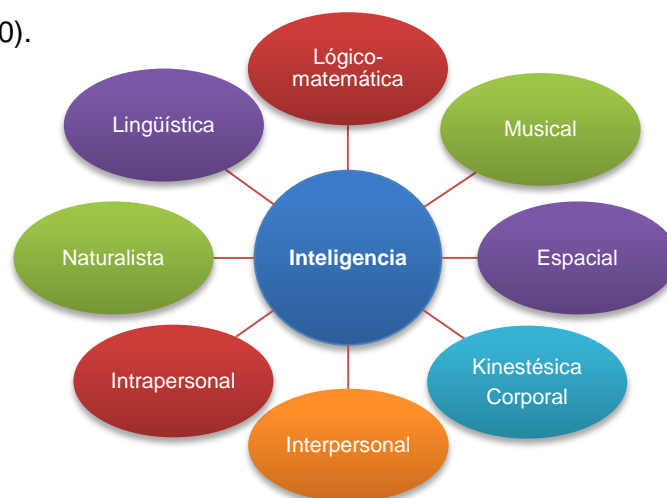 0).
Lógico-
matemática
Lingüística
Musical
Naturalista
Inteligencia
Espacial
Intrapersonal
Kinestésica
Corporal
Interpersonal